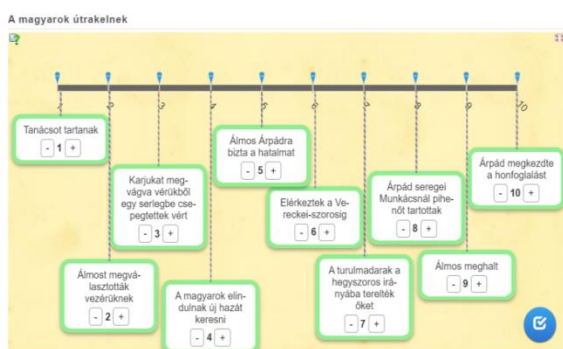 A magyarok útrakelnek
1 2 3 4 5 6 7 8 9 10
Tanácsot tartanak
- 1 +
Álmost megvá-
lasztották
vezérüknek
- 2 +
Karjukat meg-
vágva vérükből
egy serlegbe cse-
pegtettek vért
- 3 +
A magyarok elin-
dulnak új hazát
keresni
- 4 +
Álmos Árpádra
bízta a hatalmat
- 5 +
Elérkeztek a Ve-
reckei-szorosig
- 6 +
A turulmadarak a
hegyszoros irá-
nyába terelték
őket
- 7 +
Árpád seregei
Munkácsnál pihe-
nőt tartottak
- 8 +
Álmos meghalt
- 9 +
Árpád megkezdte
a honfoglalást
- 10 +